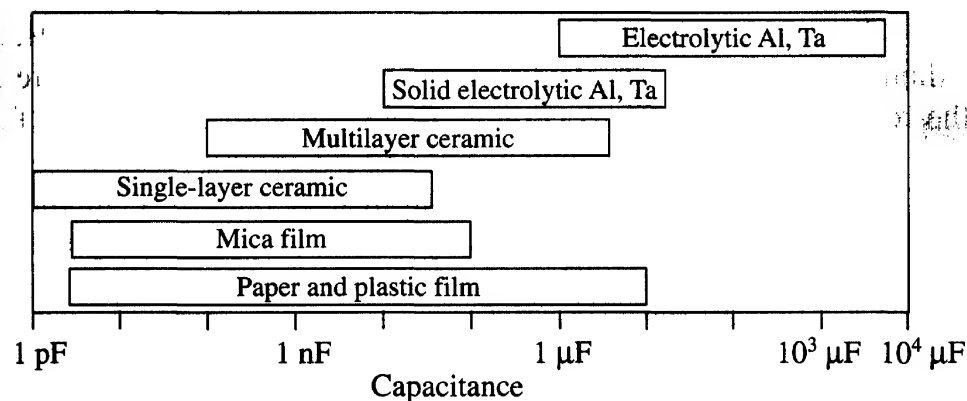 Electrolytic Al, Ta
Solid electrolytic Al, Ta
Multilayer ceramic
Single-layer ceramic
Mica film
Paper and plastic film
1 pF 1 nF 1 μF 10³ μF 10⁴ μF
Capacitance